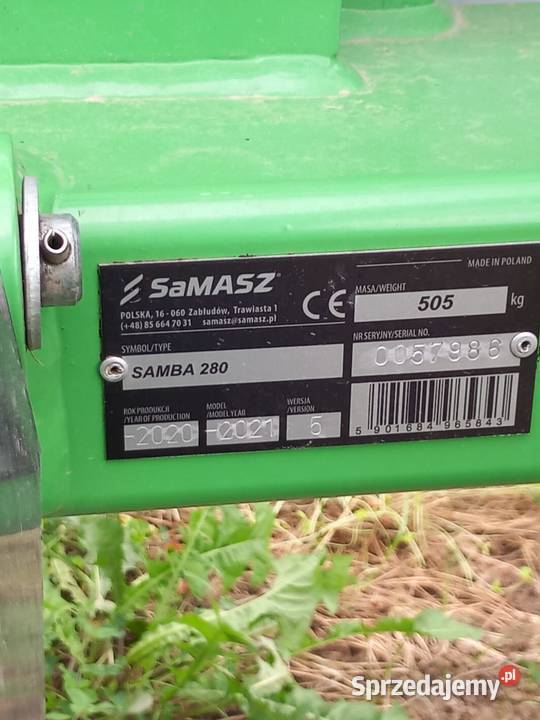 MADE IN POLAND
SaMASZ®
POLSKA, 16 - 060 Zabłudów, Trawiasta 1
(+48) 85 664 70 31 samasz@samasz.pl
CE
MASA/WEIGHT
505 kg
SYMBOL/TYPE
SAMBA 280
NR SERYJNY/SERIAL NO.
0057986
ROK PRODUKCJI
/YEAR OF PRODUCTION
-2020
MODEL
/MODEL YEAR
-2021
WERSJA
/VERSION
5
5 901684 965843
Sprzedajemy.pl